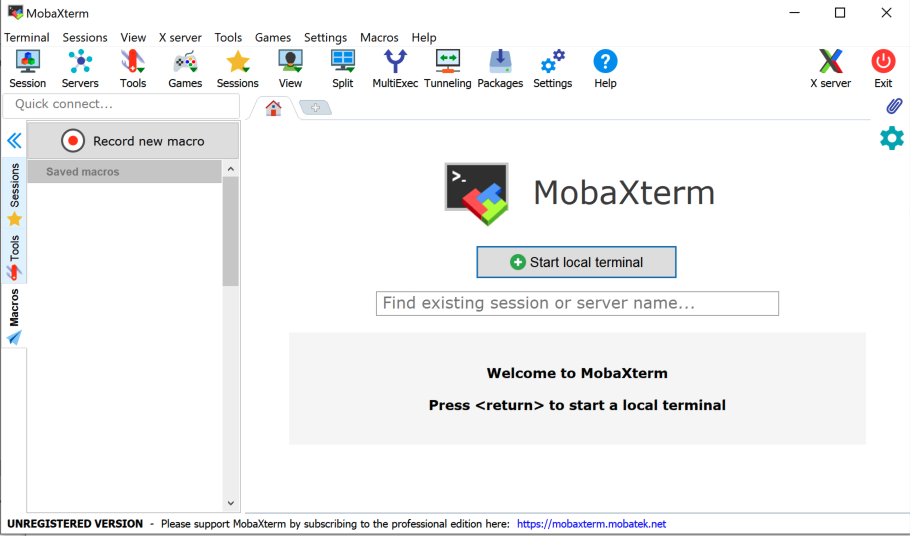 MobaXterm
Terminal Sessions View X server Tools Games Settings Macros Help
Session Servers Tools Games Sessions View Split MultiExec Tunneling Packages Settings Help X server Exit
Quick connect...
Record new macro
Saved macros
Sessions
Tools
Macros
>_
MobaXterm
Start local terminal
Find existing session or server name...
Welcome to MobaXterm
Press <return> to start a local terminal
UNREGISTERED VERSION - Please support MobaXterm by subscribing to the professional edition here: https://mobaxterm.mobatek.net